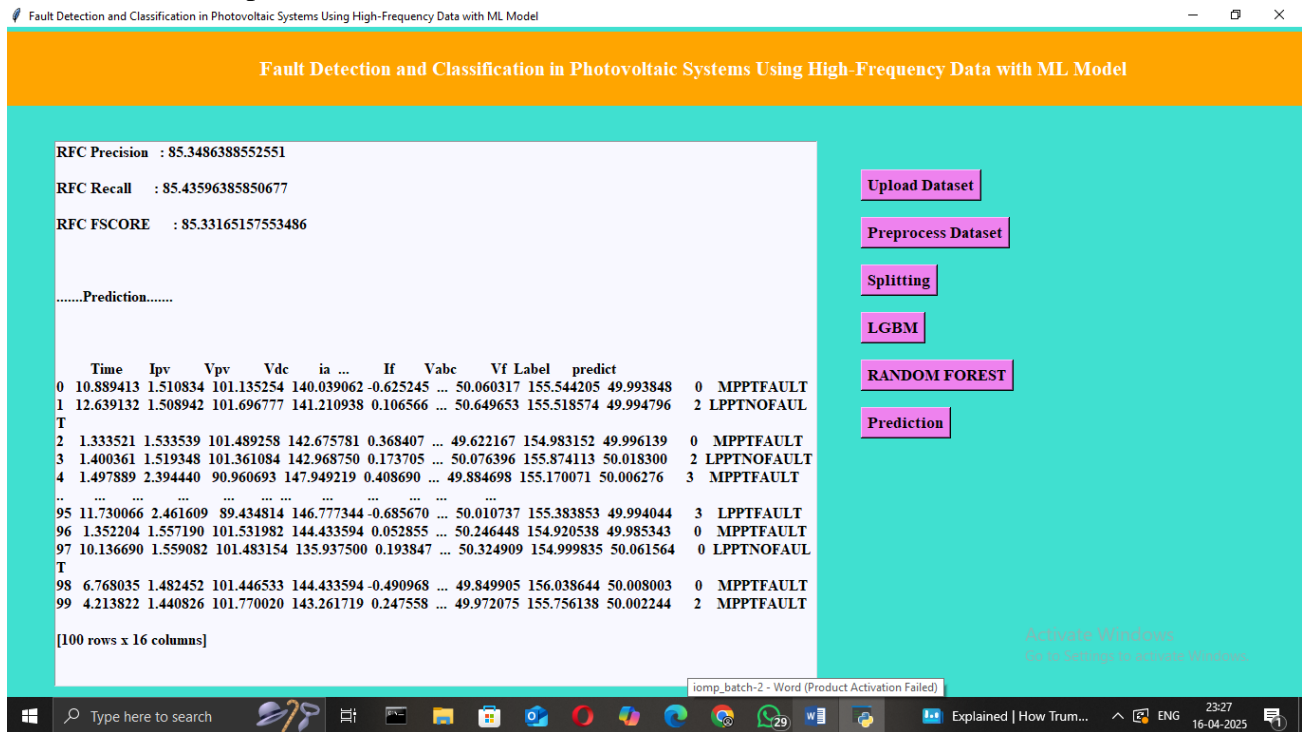 Fault Detection and Classification in Photovoltaic Systems Using High-Frequency Data with ML Model
Fault Detection and Classification in Photovoltaic Systems Using High-Frequency Data with ML Model
RFC Precision : 85.3486388552551
RFC Recall : 85.43596385850677
RFC FSCORE : 85.33165157553486
.......Prediction.......
Time Ipv Vpv Vdc ia ... If Vabc Vf Label predict
0 10.889413 1.510834 101.135254 140.039062 -0.625245 ... 50.060317 155.544205 49.993848 0 MPPTFAULT
1 12.639132 1.508942 101.696777 141.210938 0.106566 ... 50.649653 155.518574 49.994796 2 LPPTNOFAUL
T
2 1.333521 1.533539 101.489258 142.675781 0.368407 ... 49.622167 154.983152 49.996139 0 MPPTFAULT
3 1.400361 1.519348 101.361084 142.968750 0.173705 ... 50.076396 155.874113 50.018300 2 LPPTNOFAULT
4 1.497889 2.394440 90.960693 147.949219 0.408690 ... 49.884698 155.170071 50.006276 3 MPPTFAULT
.. ... ... ... ... ... ... ... ... ... ... ...
95 11.730066 2.461609 89.434814 146.777344 -0.685670 ... 50.010737 155.383853 49.994044 3 LPPTFAULT
96 1.352204 1.557190 101.531982 144.433594 0.052855 ... 50.246448 154.920538 49.985343 0 MPPTFAULT
97 10.136690 1.559082 101.483154 135.937500 0.193847 ... 50.324909 154.999835 50.061564 0 LPPTNOFAUL
T
98 6.768035 1.482452 101.446533 144.433594 -0.490968 ... 49.849905 156.038644 50.008003 0 MPPTFAULT
99 4.213822 1.440826 101.770020 143.261719 0.247558 ... 49.972075 155.756138 50.002244 2 MPPTFAULT
[100 rows x 16 columns]
Upload Dataset
Preprocess Dataset
Splitting
LGBM
RANDOM FOREST
Prediction
Activate Windows
Go to Settings to activate Windows.
iomp_batch-2 - Word (Product Activation Failed)
Type here to search
29
Explained | How Trum...
ENG
23:27
16-04-2025
1